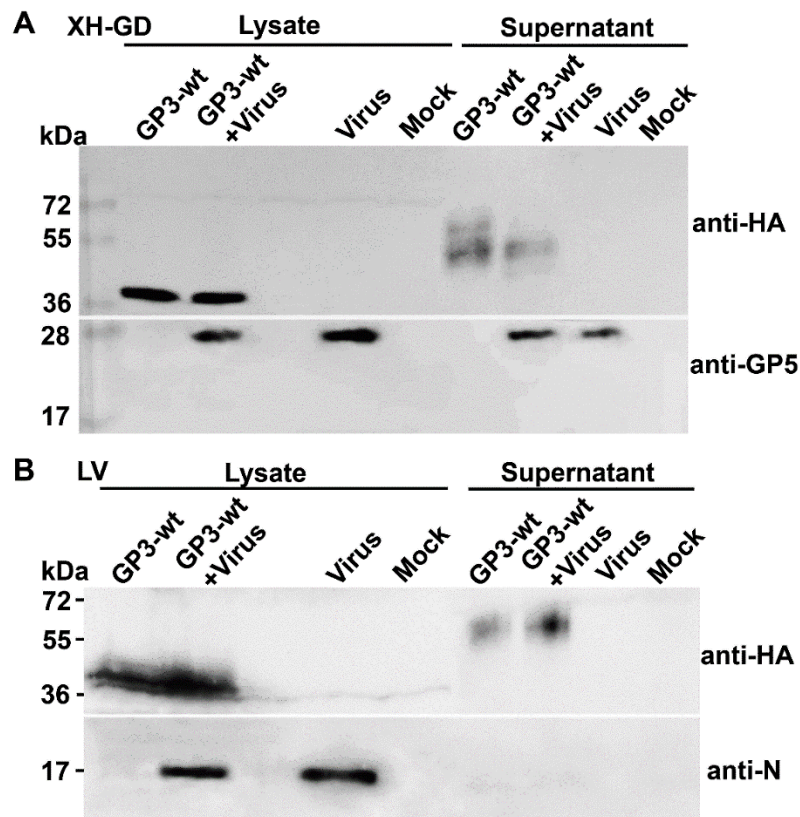 A XH-GD Lysate Supernatant
GP3-wt GP3-wt +Virus Virus Mock GP3-wt GP3-wt +Virus Virus Mock
kDa
72
55
anti-HA
36
28
anti-GP5
17
B LV Lysate Supernatant
GP3-wt GP3-wt +Virus Virus Mock GP3-wt GP3-wt +Virus Virus Mock
kDa
72
55
anti-HA
36
17
anti-N